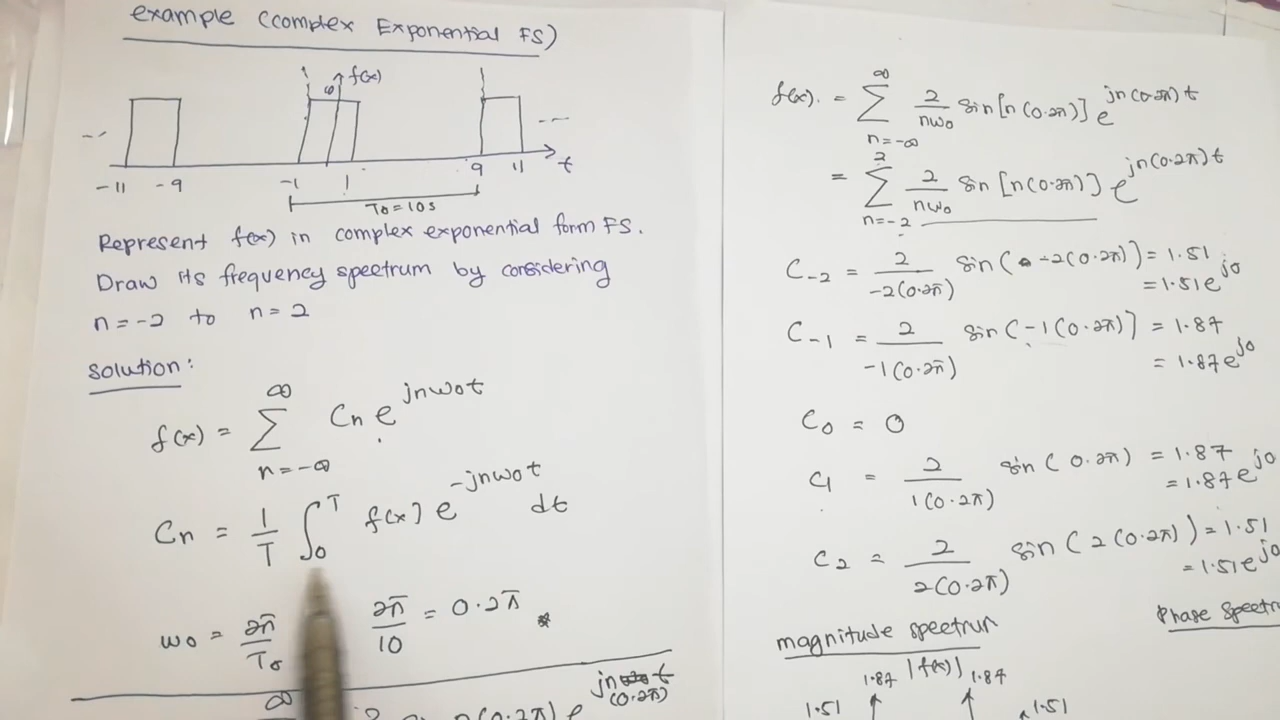 example (complex Exponential FS)
f(x)
-11 -9 -1 1 9 11 t
T₀ = 10s
Represent f(x) in complex exponential form FS.
Draw its frequency spectrum by considering
n = -2 to n = 2
solution:
f(x) = ∑_{n=-∞}^{∞} Cn e^{jnw₀t}
Cn = 1/T ∫₀^T f(x) e^{-jnw₀t} dt
w₀ = 2π/T₀ 2π/10 = 0.2π *
f(x). = ∑_{n=-∞}^{∞} 2/nw₀ sin[n(0.2π)] e^{jn(0.2π)t}
= ∑_{n=-2}^{2} 2/nw₀ sin[n(0.2π)] e^{jn(0.2π)t}
C₋₂ = 2/-2(0.2π) sin(-2(0.2π)) = 1.51
= 1.51e^{j0}
C₋₁ = 2/-1(0.2π) sin(-1(0.2π)) = 1.87
= 1.87e^{j0}
C₀ = 0
C₁ = 2/1(0.2π) sin(0.2π) = 1.87
= 1.87e^{j0}
C₂ = 2/2(0.2π) sin(2(0.2π)) = 1.51
= 1.51e^{j0}
magnitude spectrum
Phase
1.87 |f(x)| 1.87
1.51 1.51